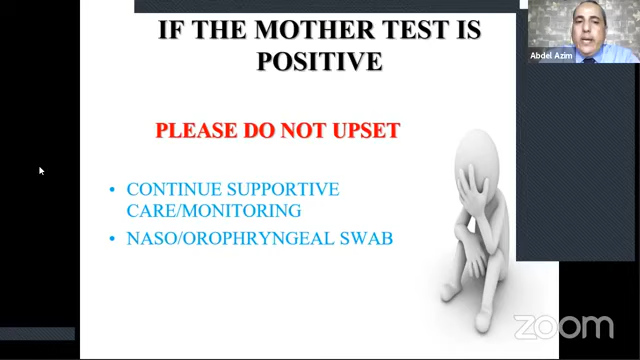 IF THE MOTHER TEST IS
POSITIVE
Abdel Azim
PLEASE DO NOT UPSET
• CONTINUE SUPPORTIVE
CARE/MONITORING
• NASO/OROPHRYNGEAL SWAB
zoom